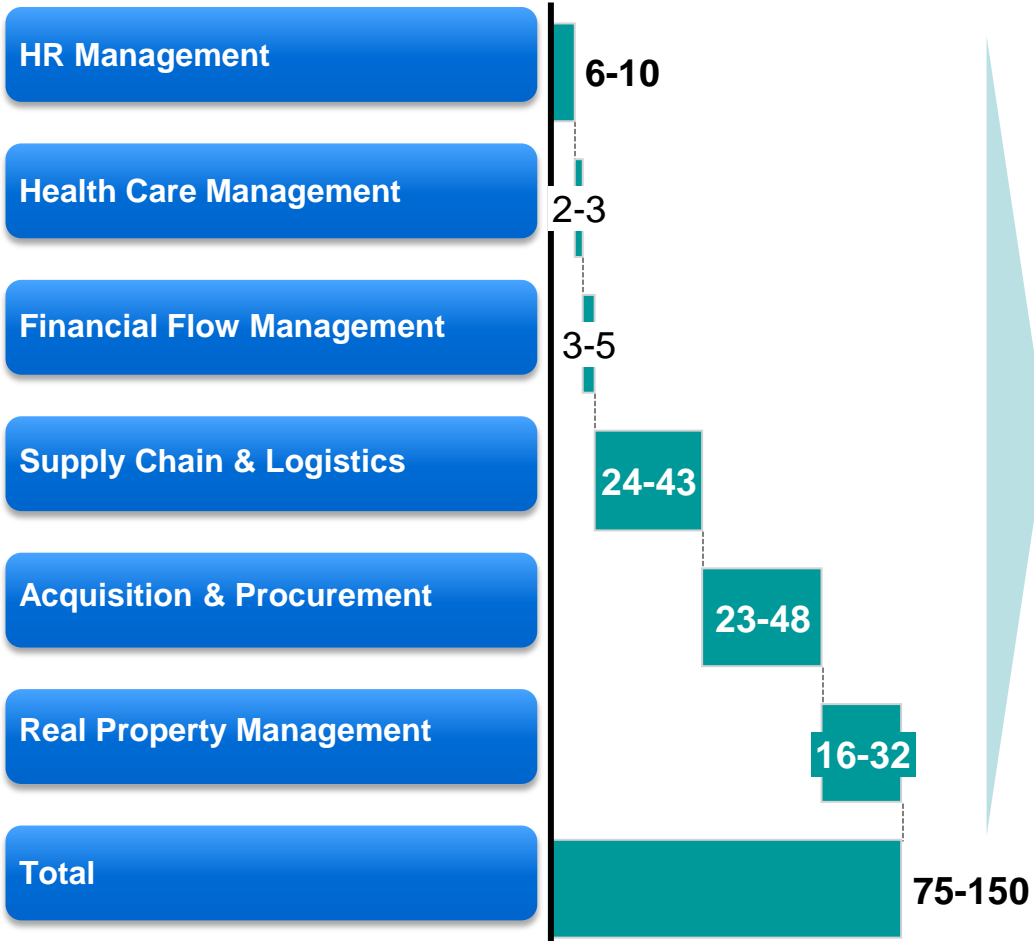 HR Management
6-10
Health Care Management
2-3
Financial Flow Management
3-5
Supply Chain & Logistics
24-43
Acquisition & Procurement
23-48
Real Property Management
16-32
Total
75-150